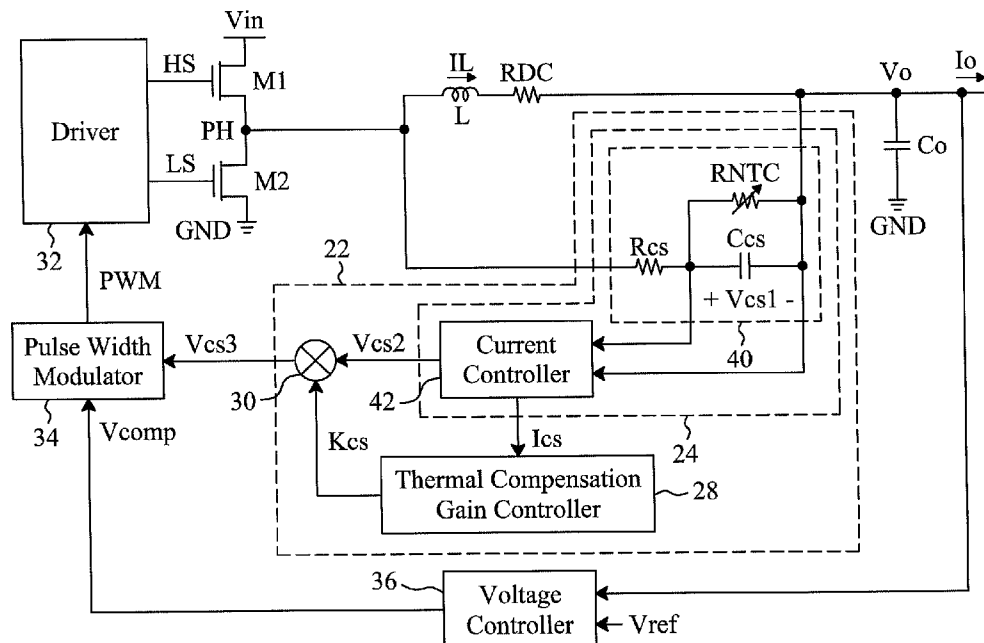 Vin
HS
M1
Driver
PH
LS
M2
GND
32
PWM
IL
L
RDC
Vo
Io
Co
GND
RNTC
Rcs
Ccs
+ Vcs1 -
40
22
Pulse Width
Modulator
34
Vcs3
30
Vcs2
Current
Controller
42
24
Vcomp
Kcs
Ics
Thermal Compensation
Gain Controller
28
36
Voltage
Controller
Vref